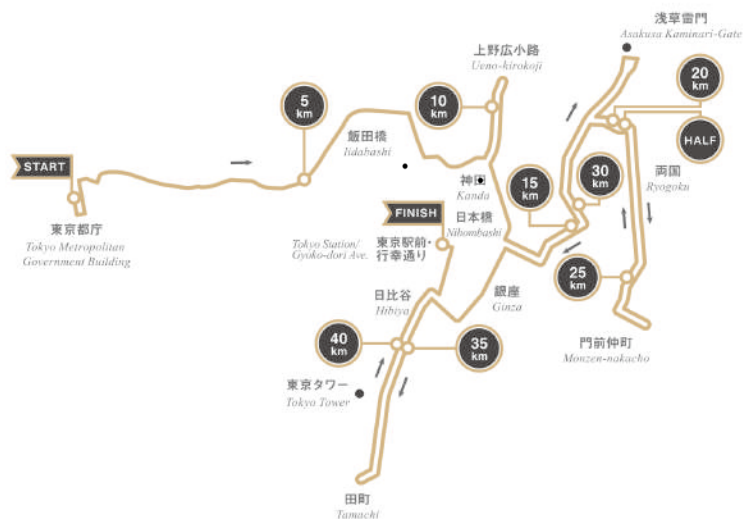 浅草雷門
Asakusa Kaminari-Gate
上野広小路
Ueno-hirokoji
20
km
5
km
10
km
飯田橋
Iidabashi
HALF
START
神田
Kanda
15
km
30
km
両国
Ryogoku
東京都庁
Tokyo Metropolitan
Government Building
FINISH
日本橋
Nihombashi
Tokyo Station/
Gyoko-dori Ave.
東京駅前・
行幸通り
25
km
日比谷
Hibiya
銀座
Ginza
門前仲町
Monzen-nakacho
40
km
35
km
東京タワー
Tokyo Tower
田町
Tamachi